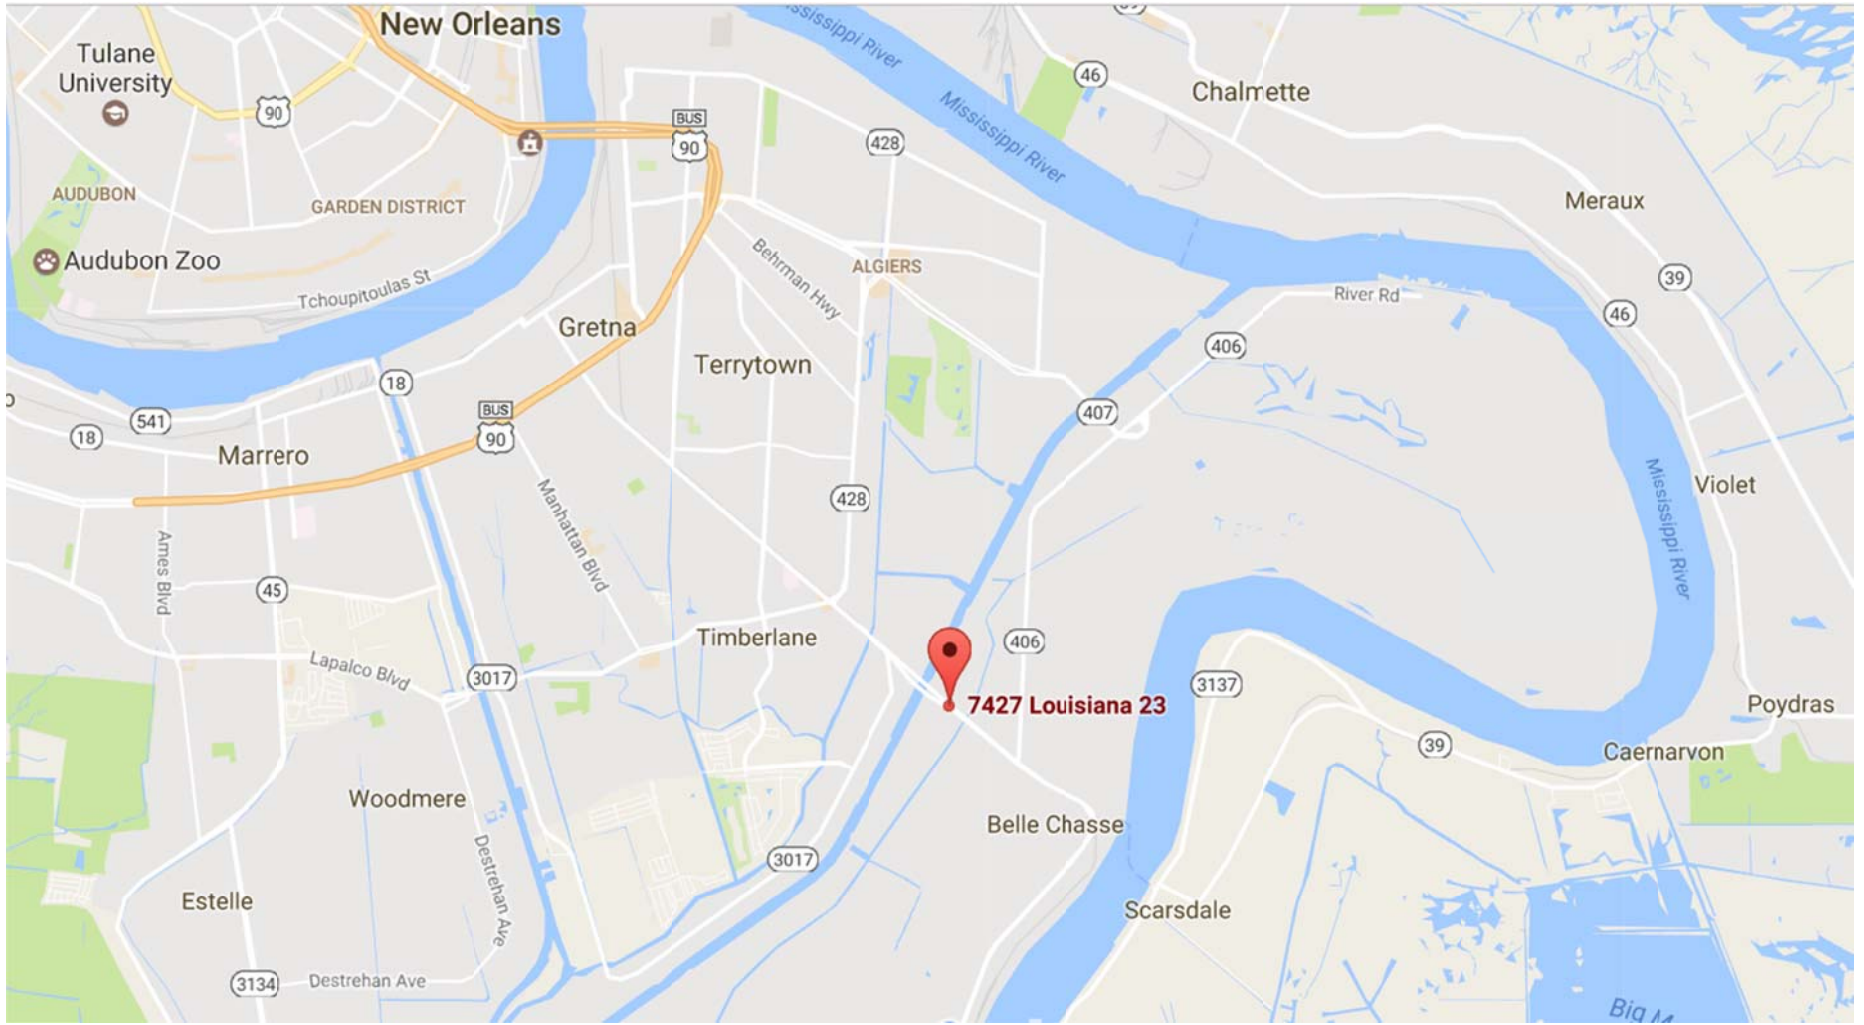 New Orleans
Tulane
University
90
BUS
90
46
Mississippi River
Mississippi River
Chalmette
428
AUDUBON
GARDEN DISTRICT
Meraux
Audubon Zoo
Tchoupitoulas St
Behrman Hwy
ALGIERS
39
River Rd
46
Gretna
406
Terrytown
18
BUS
90
541
18
407
Marrero
Manhattan Blvd
428
Mississippi River
Violet
Ames Blvd
45
Timberlane
406
Lapalco Blvd
3017
3137
7427 Louisiana 23
Poydras
39
Caernarvon
Woodmere
Belle Chasse
Destrehan Ave
3017
Estelle
Scarsdale
3134
Destrehan Ave